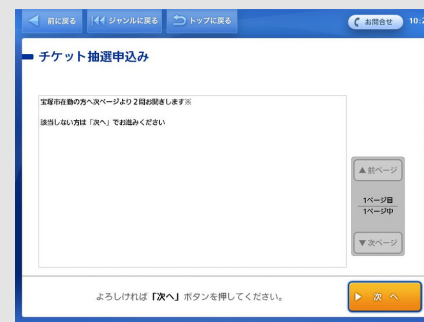 前に戻る ジャンルに戻る トップに戻る お問合せ 10:2
チケット抽選申込み
宝塚市在勤の方へ次ページより2問お聞きします※
該当しない方は「次へ」でお進みください
▲前ページ
1ページ目
1ページ中
▼次ページ
よろしければ「次へ」ボタンを押してください。
次 へ